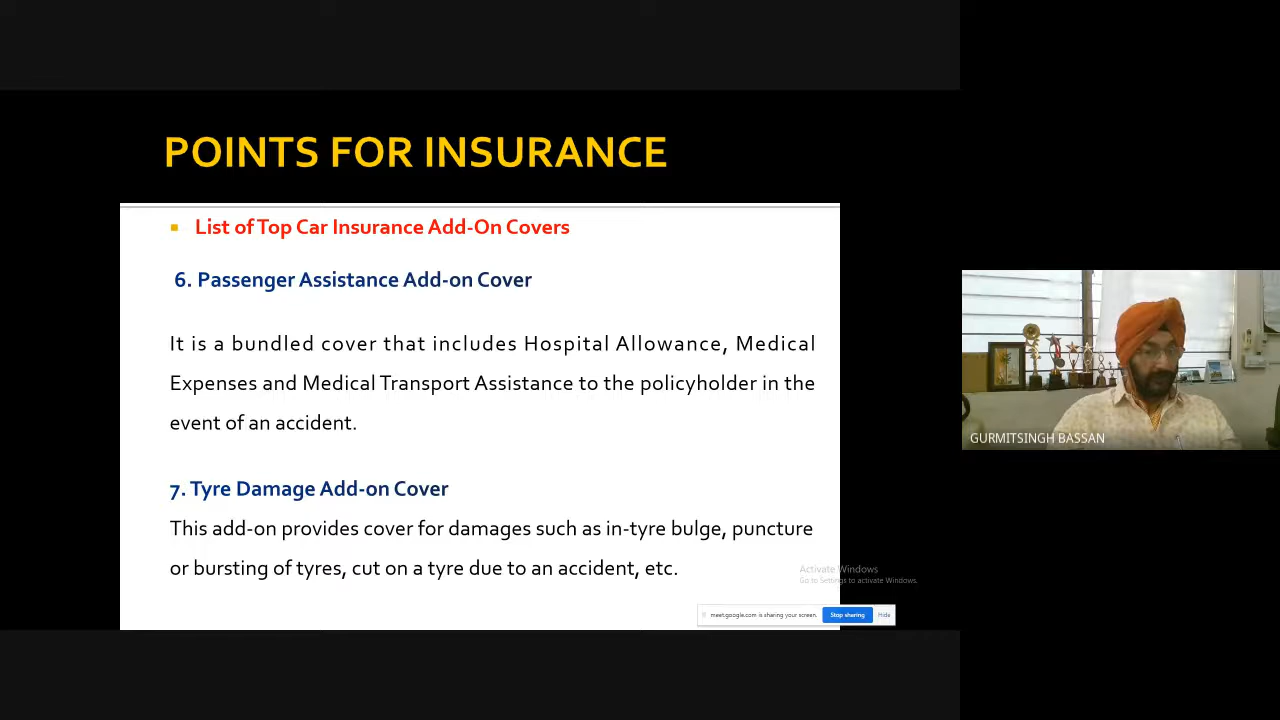 POINTS FOR INSURANCE
List of Top Car Insurance Add-On Covers
6. Passenger Assistance Add-on Cover
It is a bundled cover that includes Hospital Allowance, Medical
Expenses and Medical Transport Assistance to the policyholder in the
event of an accident.
7. Tyre Damage Add-on Cover
This add-on provides cover for damages such as in-tyre bulge, puncture
or bursting of tyres, cut on a tyre due to an accident, etc.
Activate Windows
Go to Settings to activate Windows.
meet.google.com is sharing your screen.
Stop sharing
Hide
GURMITSINGH BASSAN